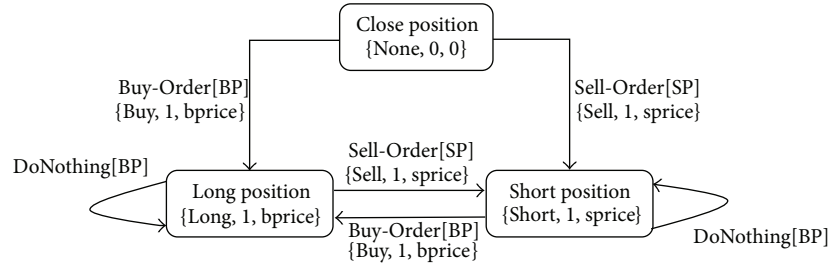 Close position
{None, 0, 0}
Buy-Order[BP]
{Buy, 1, bprice}
Sell-Order[SP]
{Sell, 1, sprice}
DoNothing[BP]
Long position
{Long, 1, bprice}
Sell-Order[SP]
{Sell, 1, sprice}
Buy-Order[BP]
{Buy, 1, bprice}
Short position
{Short, 1, sprice}
DoNothing[BP]